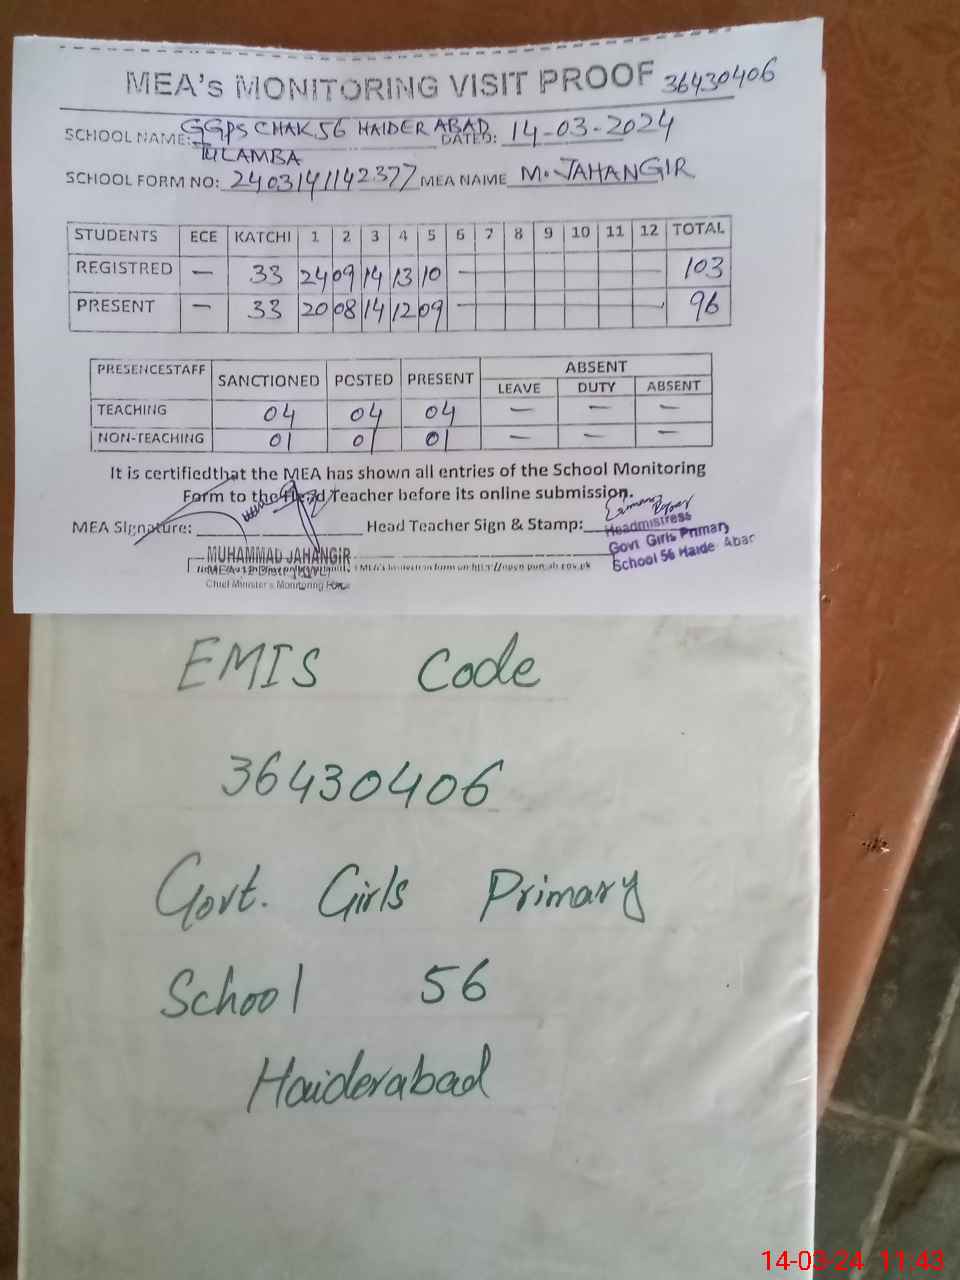 MEA's MONITORING VISIT PROOF 36430406
SCHOOL NAME: GGPS CHAK 56 HAIDER ABAD DATED: 14-03-2024
TULAMBA
SCHOOL FORM NO: 2403141142377 MEA NAME M. JAHANGIR
STUDENTS ECE KATCHI 1 2 3 4 5 6 7 8 9 10 11 12 TOTAL
REGISTRED — 33 24 09 14 13 10 — 103
PRESENT — 33 20 08 14 12 09 — 96
PRESENCESTAFF SANCTIONED POSTED PRESENT ABSENT
LEAVE DUTY ABSENT
TEACHING 04 04 04 — — —
NON-TEACHING 01 01 01 — — —
It is certifiedthat the MEA has shown all entries of the School Monitoring
Form to the Head Teacher before its online submission.
MEA Signature: Head Teacher Sign & Stamp:
Headmistress
Govt Girls Primary
School 56 Haide Abad
MUHAMMAD JAHANGIR
Chief Minister's Monitoring Force
EMIS Code
36430406
Govt. Girls Primary
School 56
Haiderabad
14-03-24 11:43